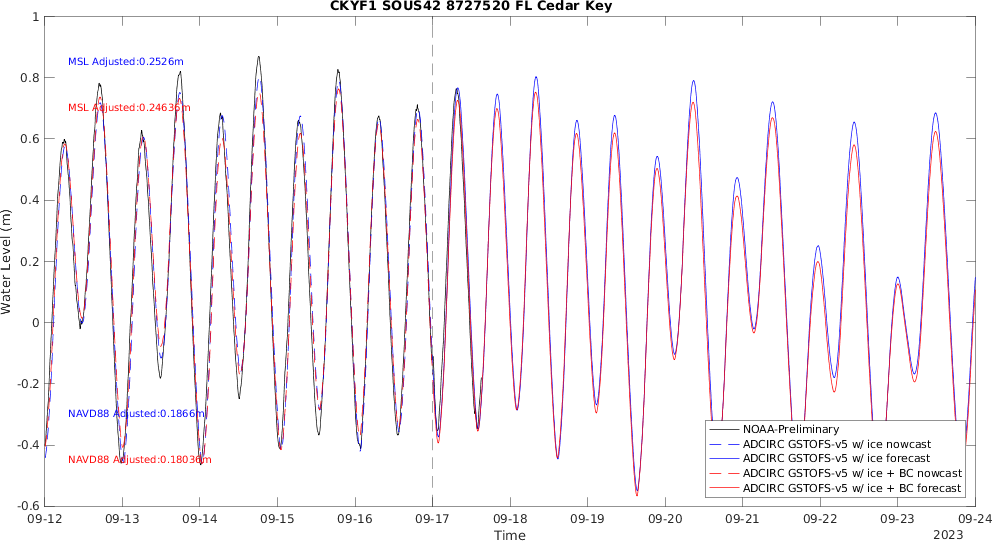 CKYF1 SOUS42 8727520 FL Cedar Key
Water Level (m)
1
0.8
0.6
0.4
0.2
0
-0.2
-0.4
-0.6
MSL Adjusted:0.2526m
MSL Adjusted:0.24635m
NAVD88 Adjusted:0.1866m
NAVD88 Adjusted:0.18036m
NOAA-Preliminary
ADCIRC GSTOFS-v5 w/ ice nowcast
ADCIRC GSTOFS-v5 w/ ice forecast
ADCIRC GSTOFS-v5 w/ ice + BC nowcast
ADCIRC GSTOFS-v5 w/ ice + BC forecast
09-12 09-13 09-14 09-15 09-16 09-17 09-18 09-19 09-20 09-21 09-22 09-23 09-24
Time
2023